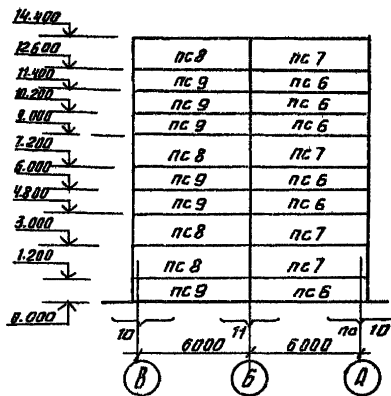 14.400
12.600
11.400
10.200
9.000
7.200
6.000
4.800
3.000
1.200
0.000
пс 8 пс 7
пс 9 пс 6
пс 9 пс 6
пс 9 пс 6
пс 8 пс 7
пс 9 пс 6
пс 9 пс 6
пс 8 пс 7
пс 8 пс 7
пс 9 пс 6
10 11 па 10
6000 6000
В Б А